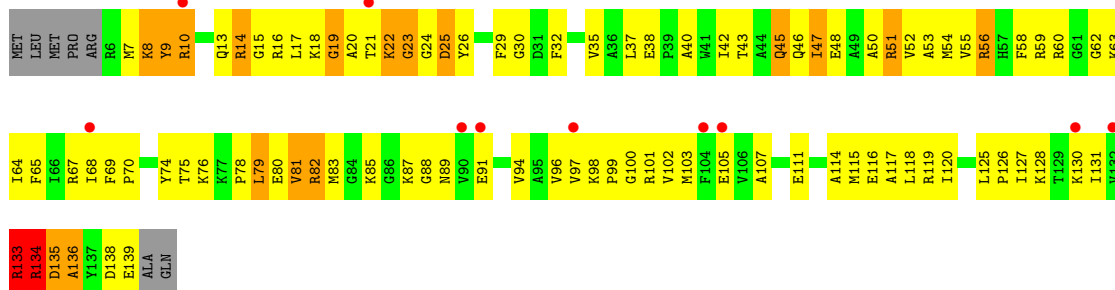 MET LEU MET PRO ARG R6 M7 K8 Y9 R10 Q13 R14 G15 R16 L17 K18 G19 A20 T21 K22 G23 G24 D25 Y26 F29 G30 D31 F32 V35 A36 L37 E38 P39 A40 W41 I42 T43 A44 Q45 Q46 I47 E48 A49 A50 R51 V52 A53 M54 V55 R56 H57 F58 R59 R60 G61 G62 K63
I64 F65 I66 R67 I68 F69 P70 Y74 T75 K76 K77 P78 L79 E80 V81 R82 M83 G84 K85 G86 K87 G88 N89 V90 E91 V94 A95 V96 V97 K98 P99 G100 R101 V102 M103 F104 E105 V106 A107 E111 A114 M115 E116 A117 L118 R119 I120 L125 P126 I127 K128 T129 K130 I131 V132
R133 R134 D135 A136 Y137 D138 E139 ALA GLN